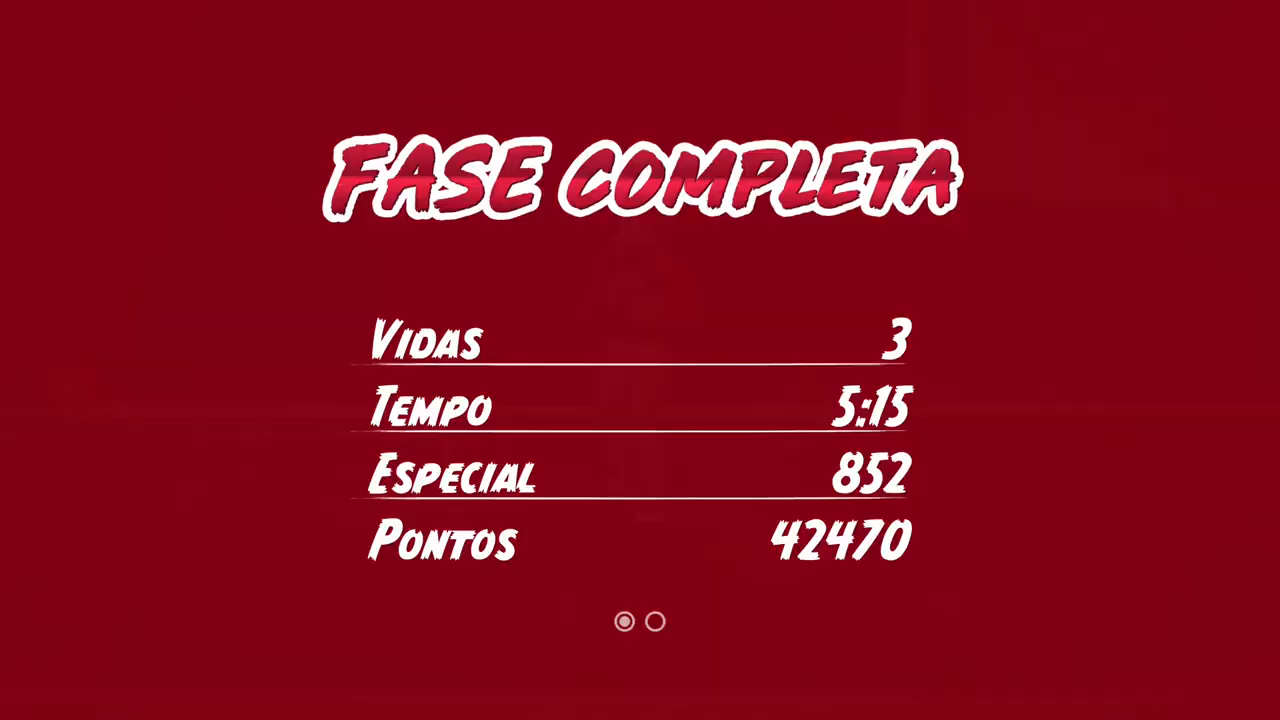 FASE COMPLETA
VIDAS 3
TEMPO 5:15
ESPECIAL 852
PONTOS 42470